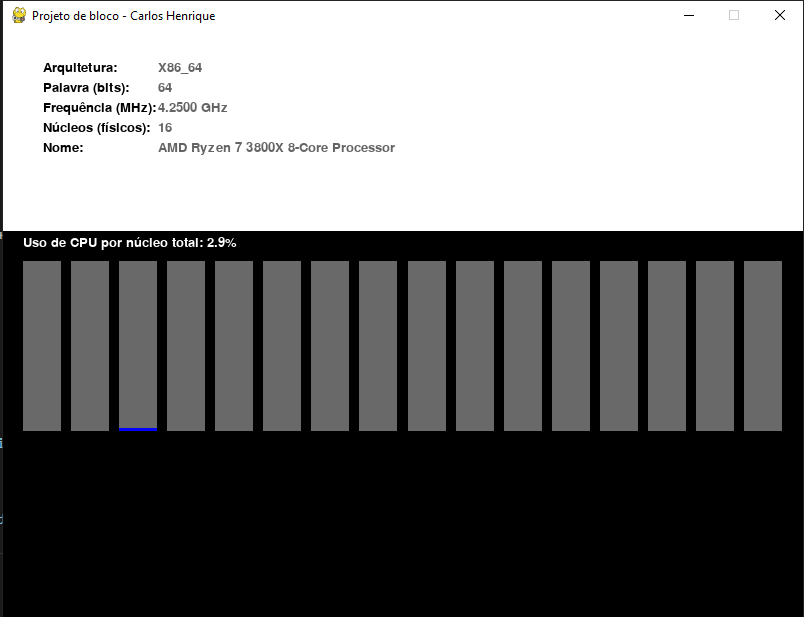 Projeto de bloco - Carlos Henrique
Arquitetura: X86_64
Palavra (bits): 64
Frequência (MHz): 4.2500 GHz
Núcleos (físicos): 16
Nome: AMD Ryzen 7 3800X 8-Core Processor
Uso de CPU por núcleo total: 2.9%